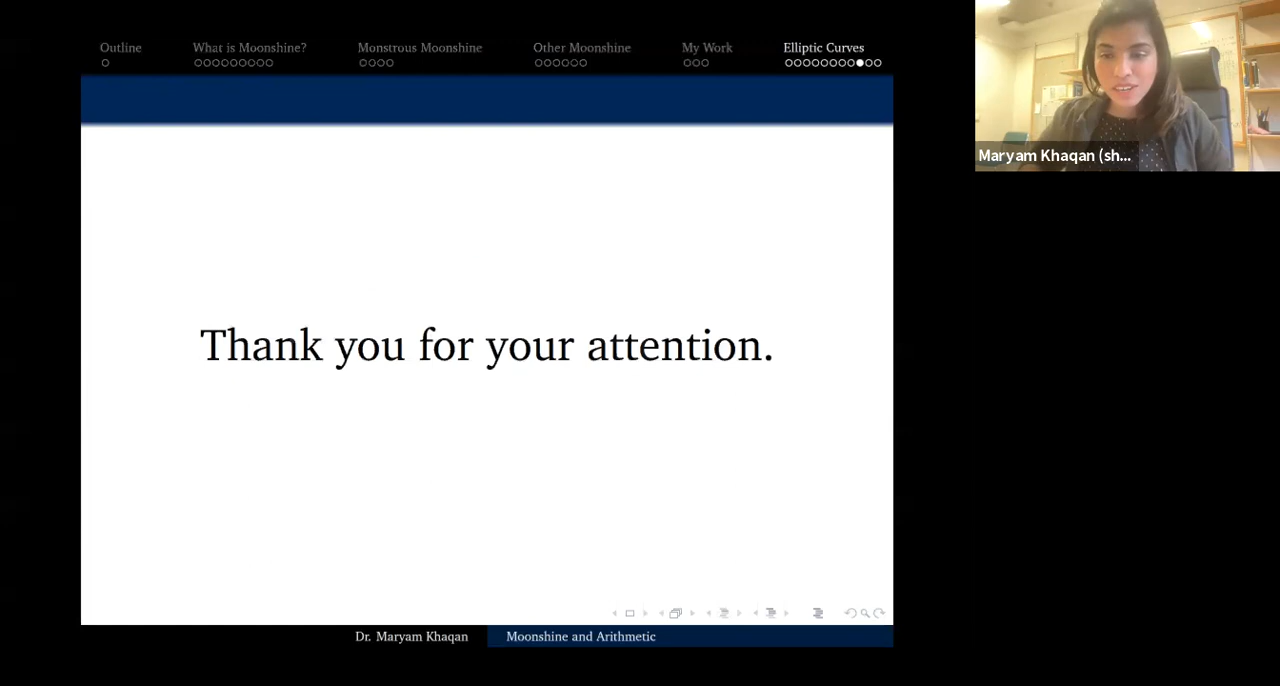 Outline
What is Moonshine?
Monstrous Moonshine
Other Moonshine
My Work
Elliptic Curves
Maryam Khaqan (sh...
Thank you for your attention.
Dr. Maryam Khaqan
Moonshine and Arithmetic